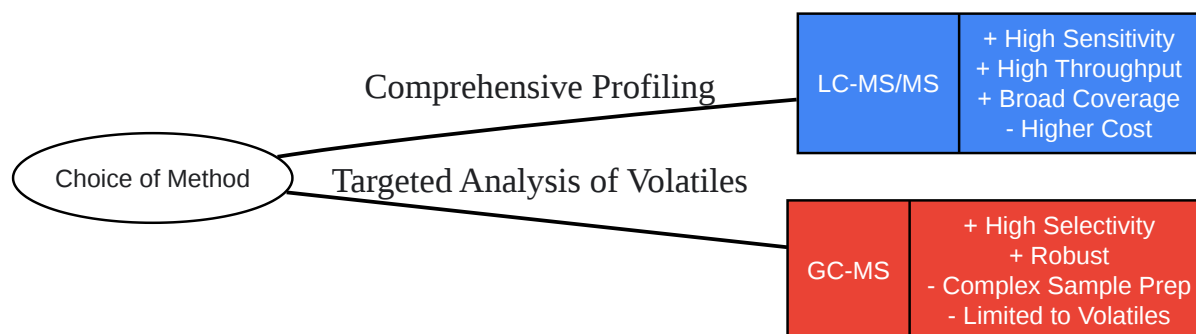 Choice of Method
Comprehensive Profiling
LC-MS/MS
+ High Sensitivity
+ High Throughput
+ Broad Coverage
- Higher Cost
Targeted Analysis of Volatiles
GC-MS
+ High Selectivity
+ Robust
- Complex Sample Prep
- Limited to Volatiles